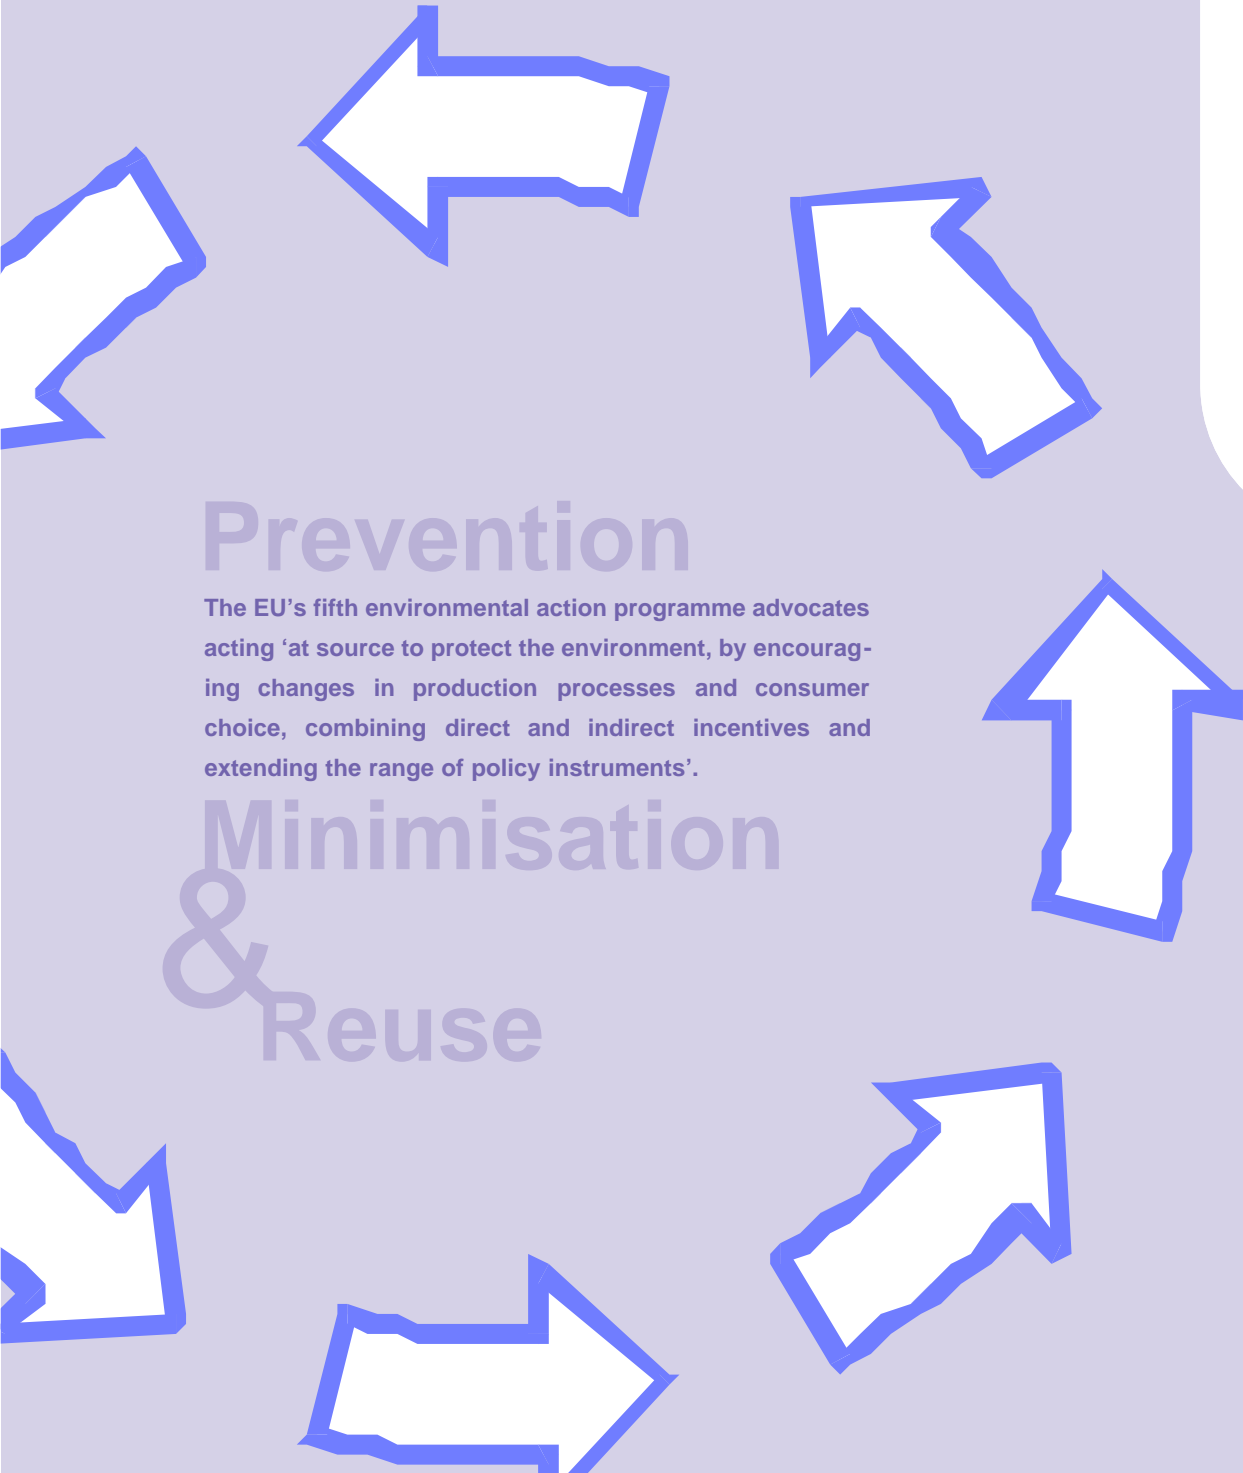 Prevention
The EU’s fifth environmental action programme advocates
acting ‘at source to protect the environment, by encourag-
ing changes in production processes and consumer
choice, combining direct and indirect incentives and
extending the range of policy instruments’.
Minimisation
&
Reuse